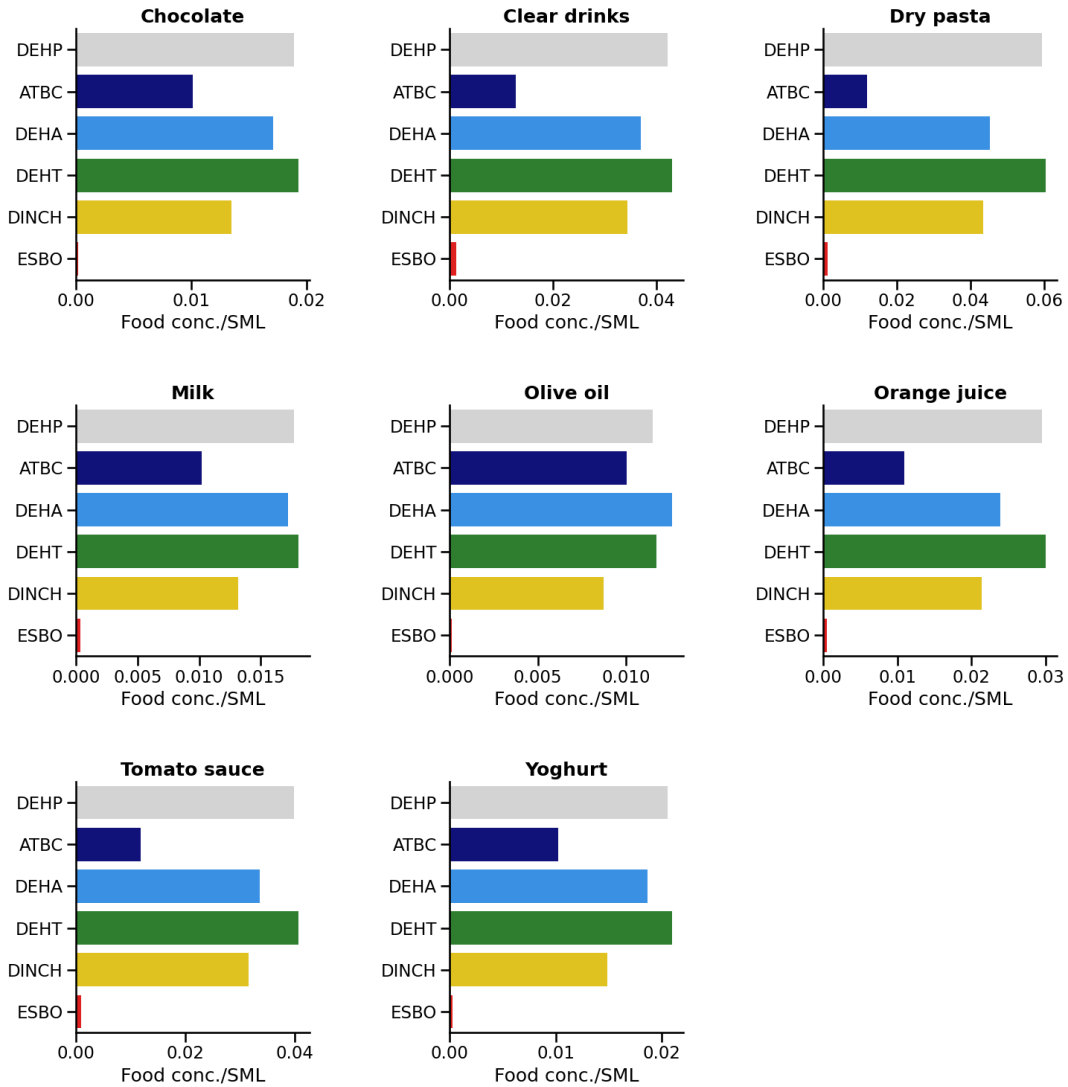 Chocolate
DEHP
ATBC
DEHA
DEHT
DINCH
ESBO
0.00 0.01 0.02
Food conc./SML
Clear drinks
DEHP
ATBC
DEHA
DEHT
DINCH
ESBO
0.00 0.02 0.04
Food conc./SML
Dry pasta
DEHP
ATBC
DEHA
DEHT
DINCH
ESBO
0.00 0.02 0.04 0.06
Food conc./SML
Milk
DEHP
ATBC
DEHA
DEHT
DINCH
ESBO
0.000 0.005 0.010 0.015
Food conc./SML
Olive oil
DEHP
ATBC
DEHA
DEHT
DINCH
ESBO
0.000 0.005 0.010
Food conc./SML
Orange juice
DEHP
ATBC
DEHA
DEHT
DINCH
ESBO
0.00 0.01 0.02 0.03
Food conc./SML
Tomato sauce
DEHP
ATBC
DEHA
DEHT
DINCH
ESBO
0.00 0.02 0.04
Food conc./SML
Yoghurt
DEHP
ATBC
DEHA
DEHT
DINCH
ESBO
0.00 0.01 0.02
Food conc./SML